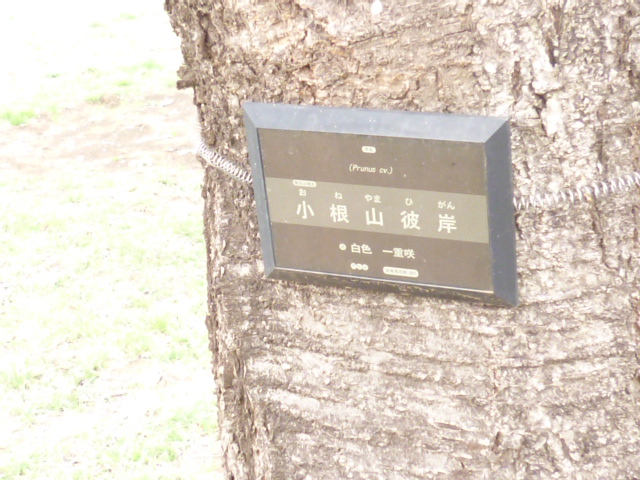 (Prunus cv.)
お ね やま ひ がん
小根山彼岸
白色 一重咲